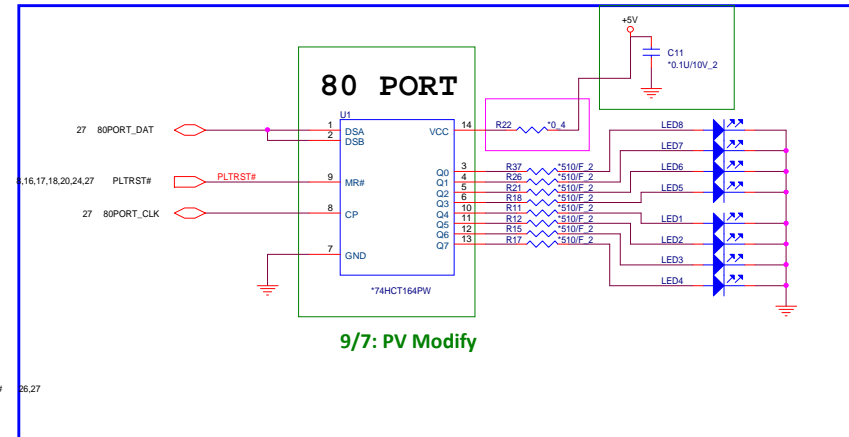 +5V
C11
*0.1U/10V_2
80 PORT
U1
27 80PORT_DAT
1 DSA
2 DSB
VCC 14
R22 *0_4
LED8
LED7
LED6
LED5
LED1
LED2
LED3
LED4
8,16,17,18,20,24,27 PLTRST# PLTRST#
9 MR#
27 80PORT_CLK
8 CP
7 GND
Q0 3 R37 *510/F_2
Q1 4 R26 *510/F_2
Q2 5 R21 *510/F_2
Q3 6 R18 *510/F_2
Q4 10 R11 *510/F_2
Q5 11 R12 *510/F_2
Q6 12 R15 *510/F_2
Q7 13 R17 *510/F_2
*74HCT164PW
9/7: PV Modify
# 26,27